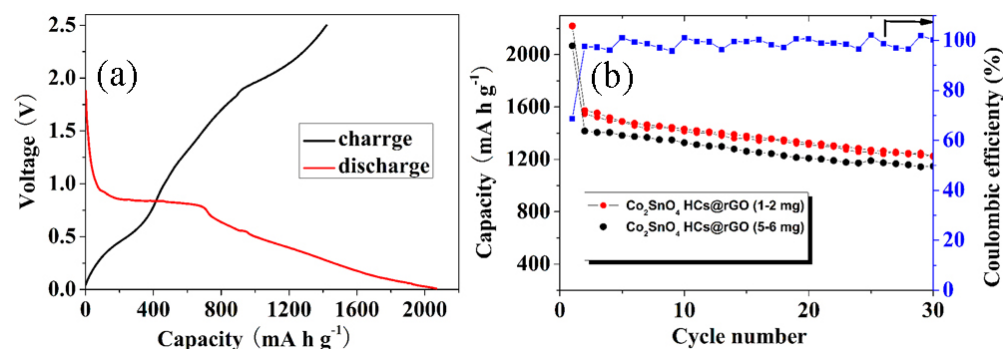 (a)
Voltage (V)
2.5
2.0
1.5
1.0
0.5
0.0
charrge
discharge
0 400 800 1200 1600 2000
Capacity (mA h g⁻¹)
(b)
Capacity (mA h g⁻¹)
2000
1600
1200
800
400
Co₂SnO₄ HCs@rGO (1-2 mg)
Co₂SnO₄ HCs@rGO (5-6 mg)
0 10 20 30
Cycle number
100
80
60
40
20
0
Coulombic efficienty (%)